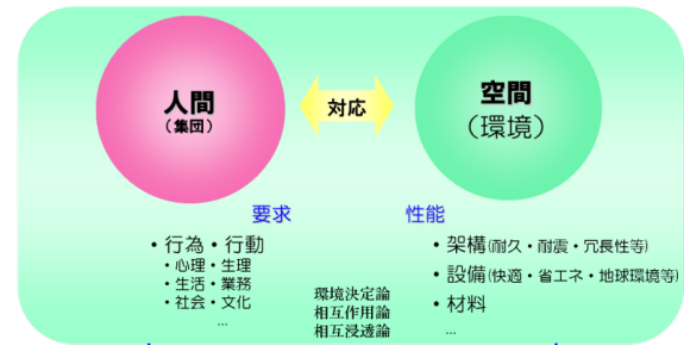 人間
（集団）
対応
空間
（環境）
要求
性能
・行為・行動
・心理・生理
・生活・業務
・社会・文化
…
環境決定論
相互作用論
相互浸透論
・架構(耐久・耐震・冗長性等)
・設備(快適・省エネ・地球環境等)
・材料
…